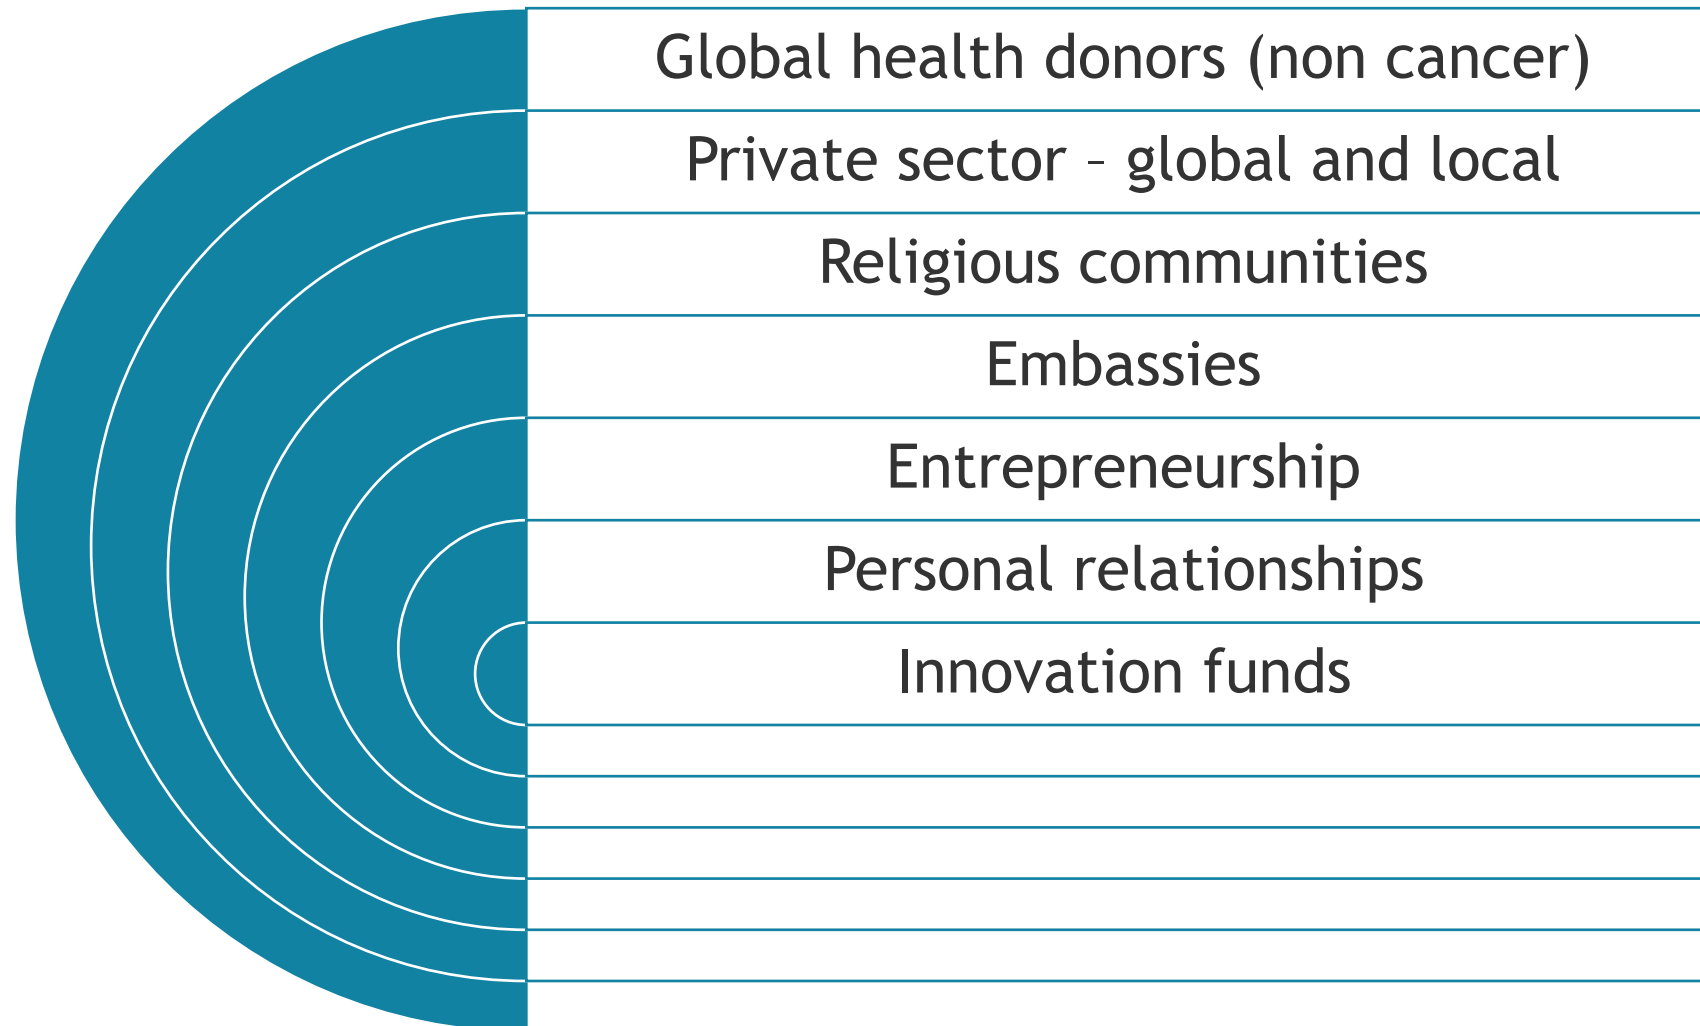 Global health donors (non cancer)
Private sector – global and local
Religious communities
Embassies
Entrepreneurship
Personal relationships
Innovation funds